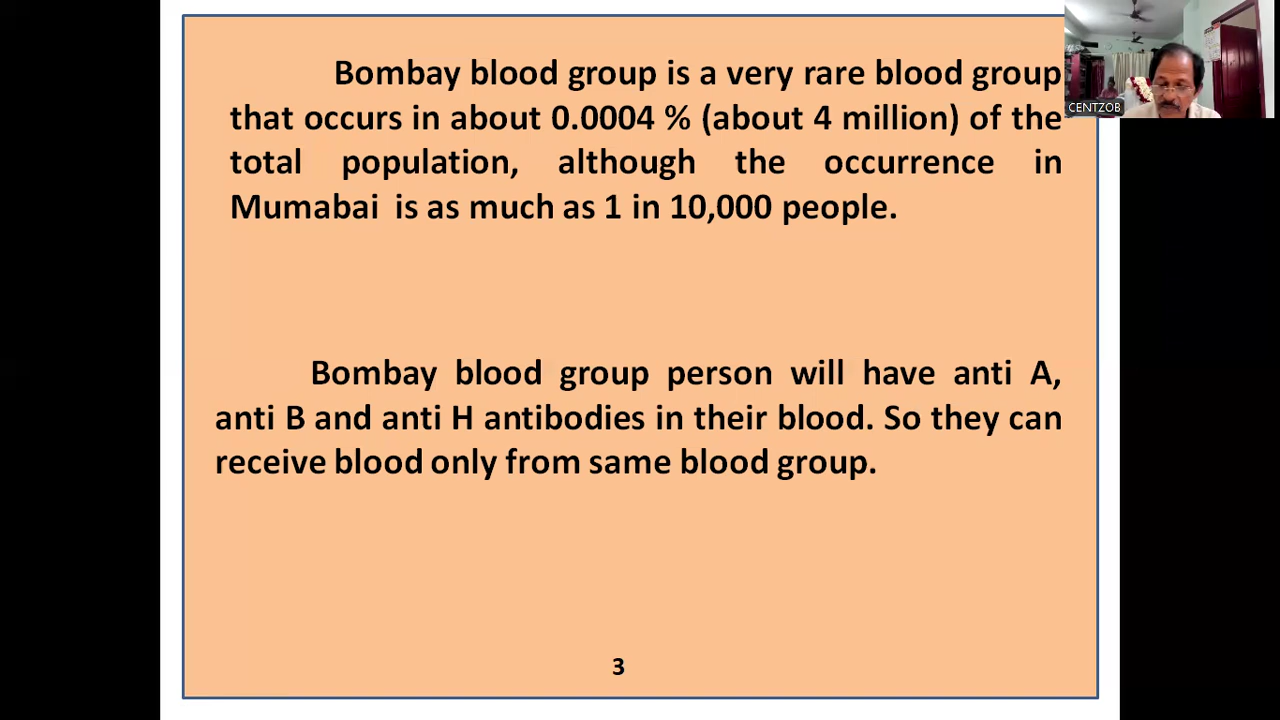 Bombay blood group is a very rare blood group
that occurs in about 0.0004 % (about 4 million) of the
total population, although the occurrence in
Mumabai is as much as 1 in 10,000 people.
CENTZOB
Bombay blood group person will have anti A,
anti B and anti H antibodies in their blood. So they can
receive blood only from same blood group.
3